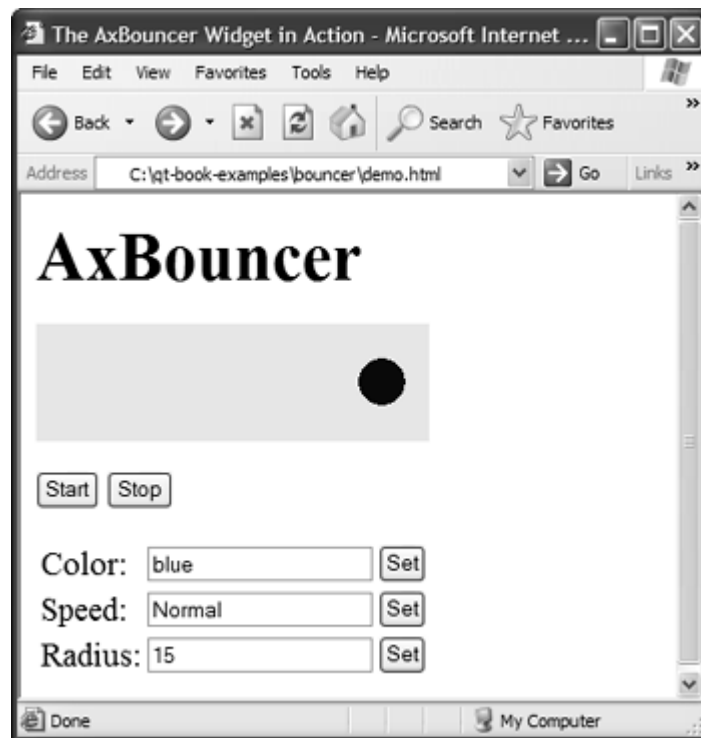 The AxBouncer Widget in Action - Microsoft Internet ...
File Edit View Favorites Tools Help
Back Search Favorites »
Address C:\qt-book-examples\bouncer\demo.html Go Links »
AxBouncer
Start Stop
Color: blue Set
Speed: Normal Set
Radius: 15 Set
Done My Computer